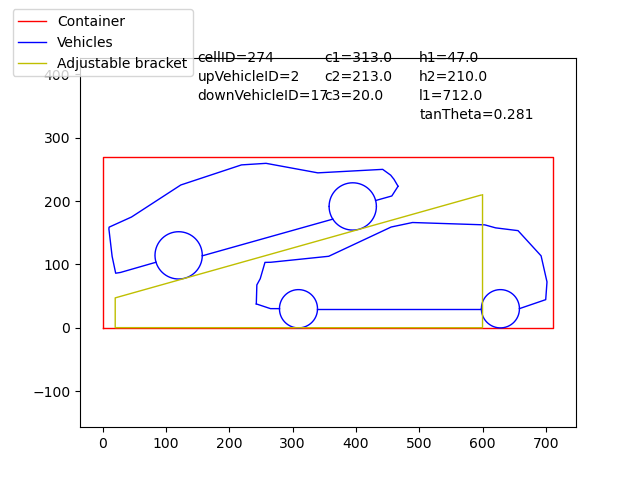 Container
Vehicles
Adjustable bracket
cellID=274 c1=313.0 h1=47.0
upVehicleID=2 c2=213.0 h2=210.0
downVehicleID=17 c3=20.0 l1=712.0
tanTheta=0.281
400
300
200
100
0
−100
0 100 200 300 400 500 600 700